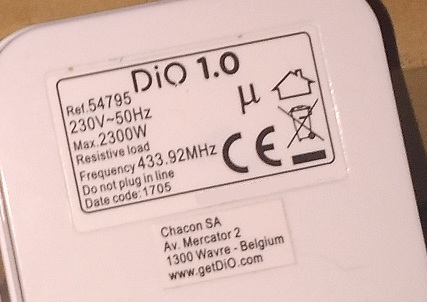 DiO 1.0
Ref.54795
230V~50Hz
Max.2300W
Resistive load
Frequency 433.92MHz
Do not plug in line
Date code:1705
µ
CE
Chacon SA
Av. Mercator 2
1300 Wavre - Belgium
www.getDiO.com